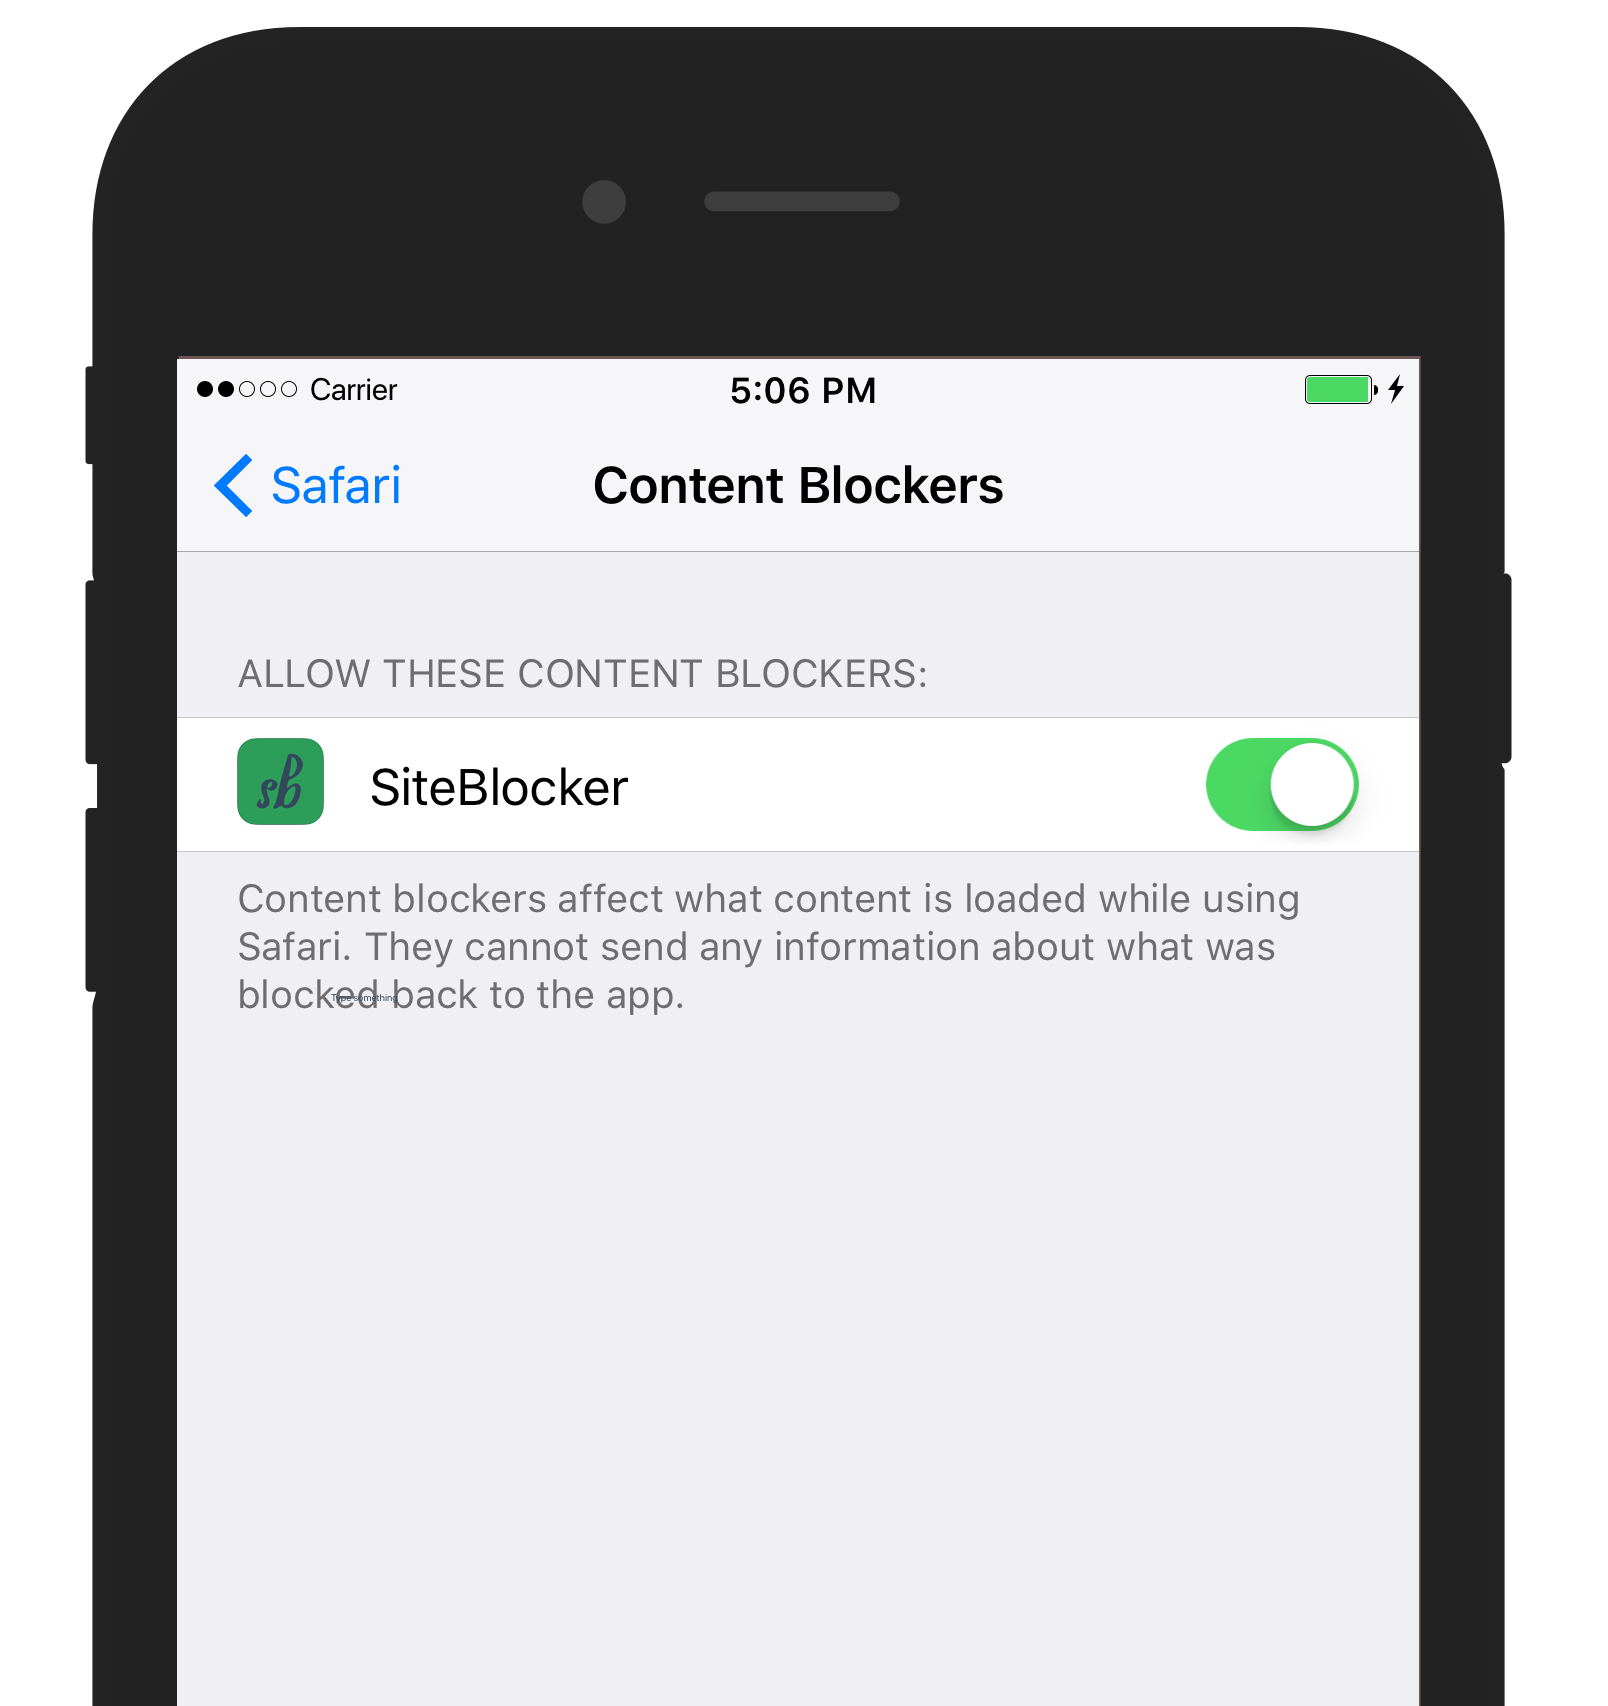 Carrier 5:06 PM
Safari Content Blockers
ALLOW THESE CONTENT BLOCKERS:
sb SiteBlocker
Content blockers affect what content is loaded while using
Safari. They cannot send any information about what was
blocked back to the app.
Type something